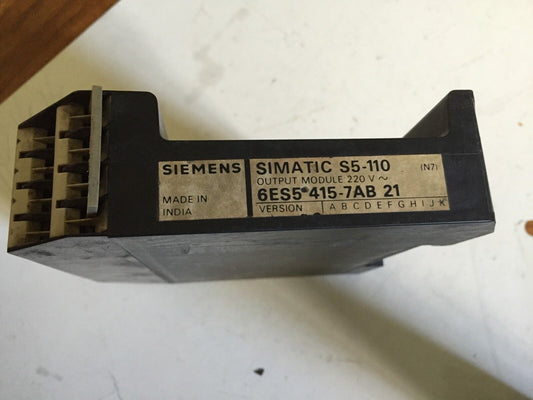 SIEMENS
MADE IN
INDIA
SIMATIC S5-110
(N7)
OUTPUT MODULE 220 V ~
6ES5 415-7AB 21
VERSION A B C D E F G H I J K